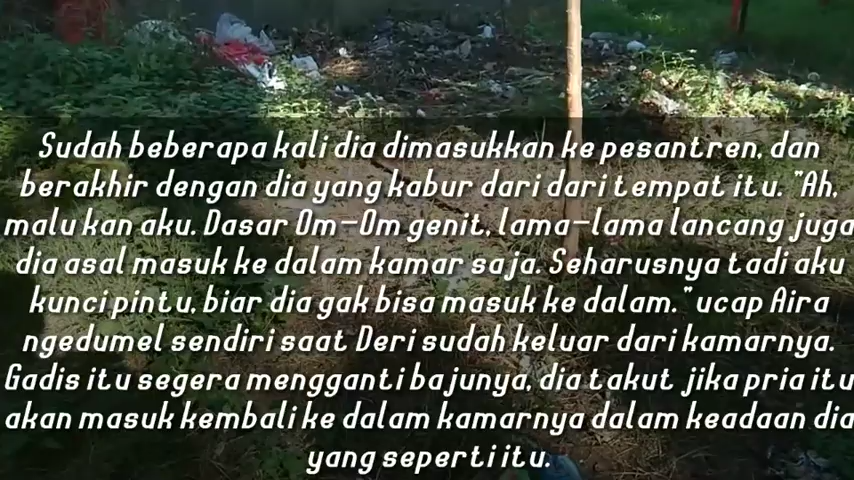 Sudah beberapa kali dia dimasukkan ke pesantren, dan
berakhir dengan dia yang kabur dari dari tempat itu. "Ah,
malu kan aku. Dasar Om-Om genit, lama-lama lancang juga
dia asal masuk ke dalam kamar saja. Seharusnya tadi aku
kunci pintu, biar dia gak bisa masuk ke dalam." ucap Aira
ngedumel sendiri saat Deri sudah keluar dari kamarnya.
Gadis itu segera mengganti bajunya, dia takut jika pria itu
akan masuk kembali ke dalam kamarnya dalam keadaan dia
yang seperti itu.